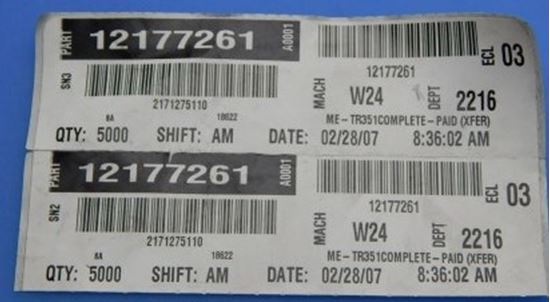 PART 12177261 A0001
12177261
ECL 03
SN3
2171275110
MACH W24 DEPT 2216
6A 18622
ME-TR351COMPLETE-PAID (XFER)
QTY: 5000 SHIFT: AM DATE: 02/28/07 8:36:02 AM
PART 12177261 A0001
12177261
ECL 03
SN2
2171275110
MACH W24 DEPT 2216
6A 18622
ME-TR351COMPLETE-PAID (XFER)
QTY: 5000 SHIFT: AM DATE: 02/28/07 8:36:02 AM